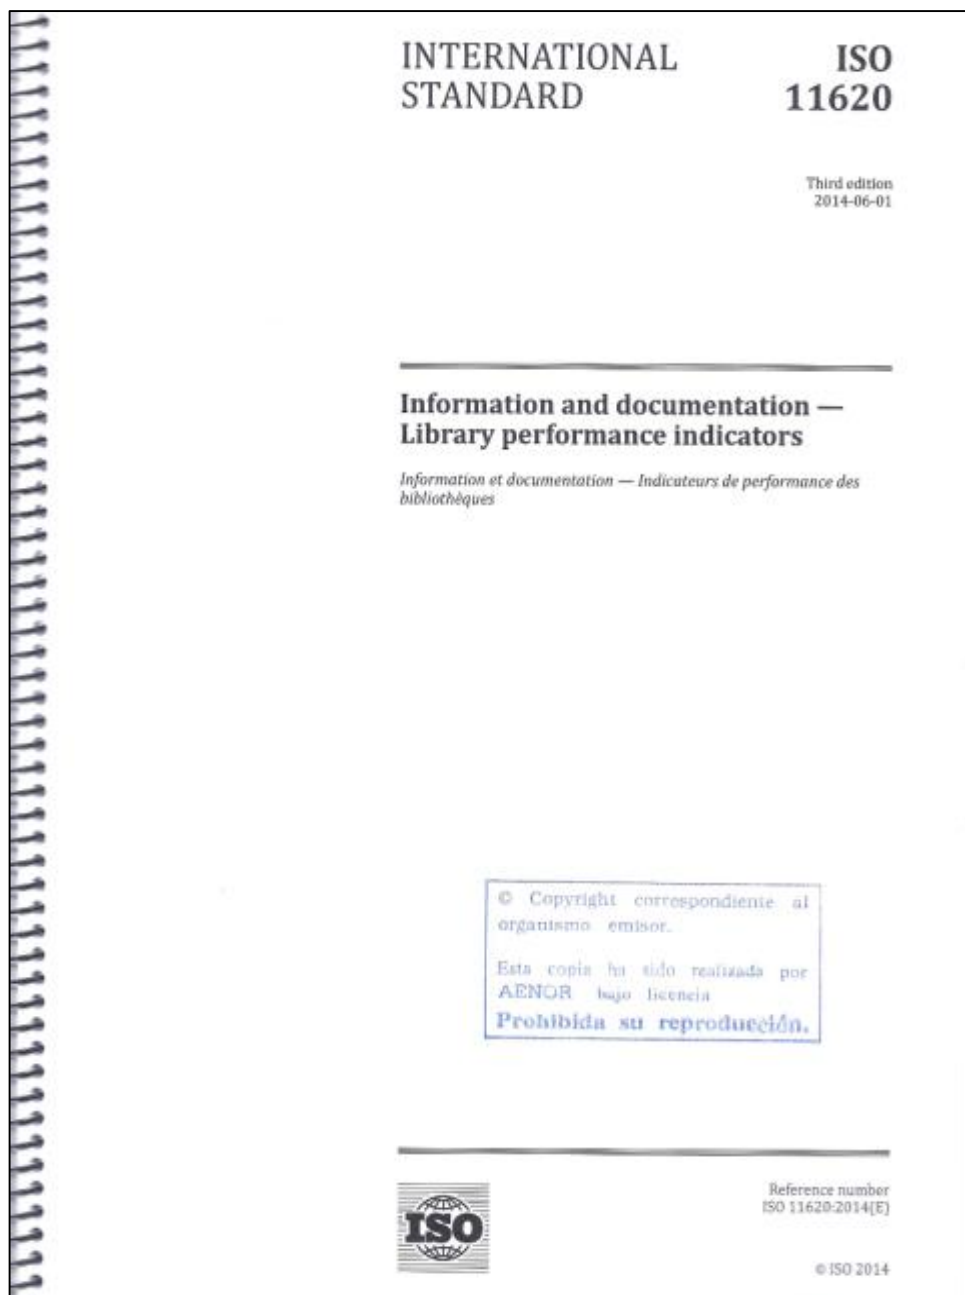 INTERNATIONAL
STANDARD
ISO
11620
Third edition
2014-06-01
Information and documentation —
Library performance indicators
Information et documentation — Indicateurs de performance des
bibliothèques
© Copyright correspondiente al
organismo emisor.
Esta copia ha sido realizada por
AENOR bajo licencia
Prohibida su reproducción.
ISO
Reference number
ISO 11620:2014(E)
© ISO 2014